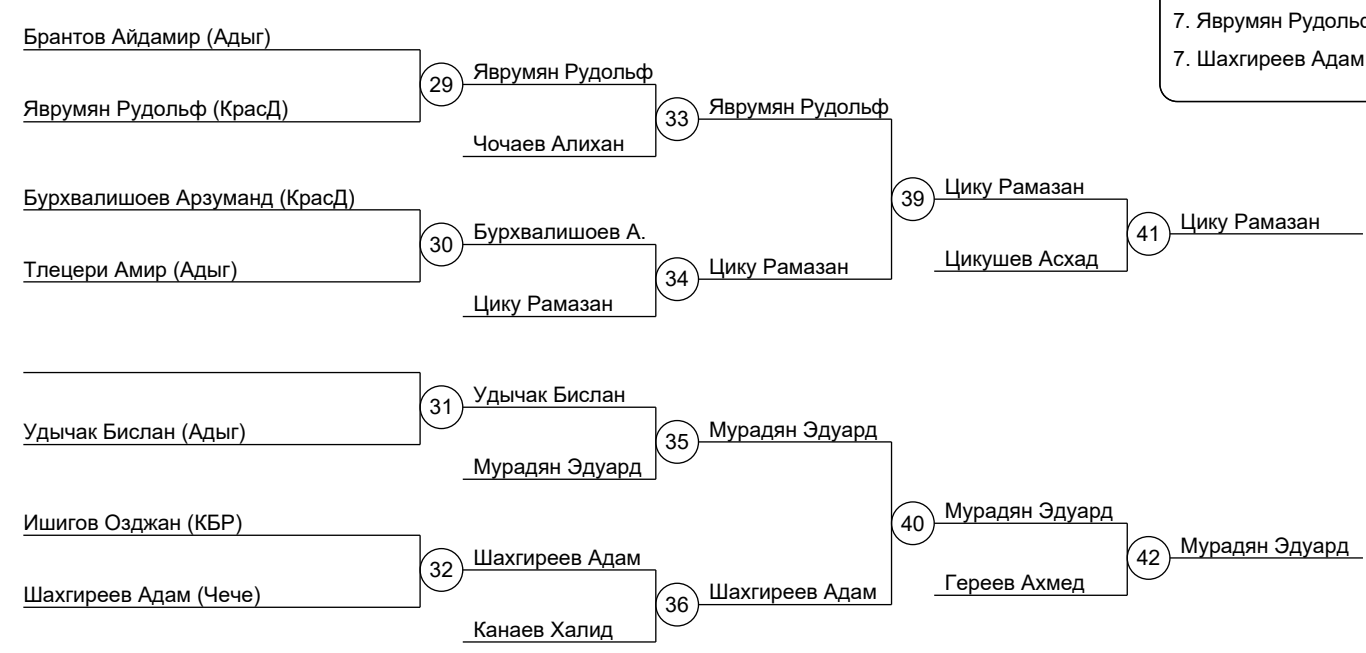 7. Яврумян Рудольф
7. Шахгиреев Адам
Брантов Айдамир (Адыг)
29
Яврумян Рудольф
Яврумян Рудольф (КрасД)
33
Яврумян Рудольф
Чочаев Алихан
39
Цику Рамазан
Бурхвалишоев Арзуманд (КрасД)
30
Бурхвалишоев А.
41
Цику Рамазан
Тлецери Амир (Адыг)
34
Цику Рамазан
Цикушев Асхад
Цику Рамазан
31
Удычак Бислан
Удычак Бислан (Адыг)
35
Мурадян Эдуард
Мурадян Эдуард
Ишигов Озджан (КБР)
40
Мурадян Эдуард
32
Шахгиреев Адам
42
Мурадян Эдуард
Шахгиреев Адам (Чече)
36
Шахгиреев Адам
Гереев Ахмед
Канаев Халид